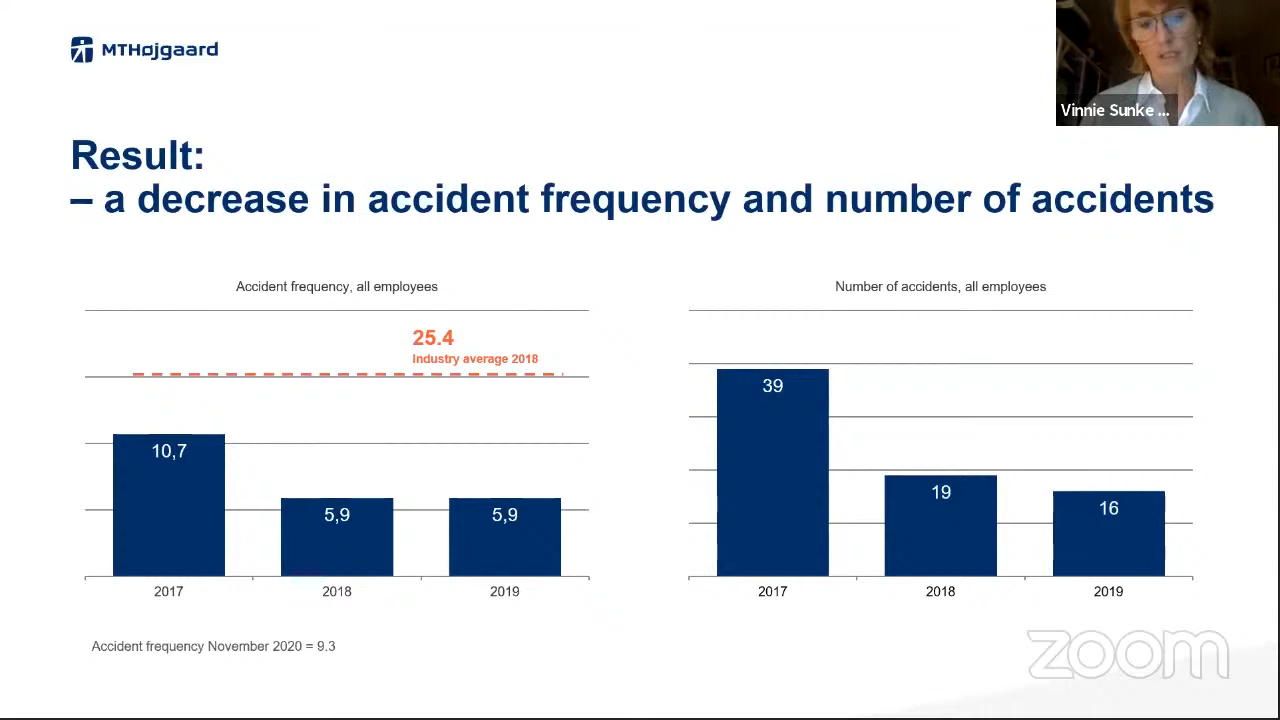 MTHøjgaard
Vinnie Sunke ...
Result:
– a decrease in accident frequency and number of accidents
Accident frequency, all employees
25.4
Industry average 2018
10,7
5,9
5,9
2017
2018
2019
Number of accidents, all employees
39
19
16
2017
2018
2019
Accident frequency November 2020 = 9.3
zoom